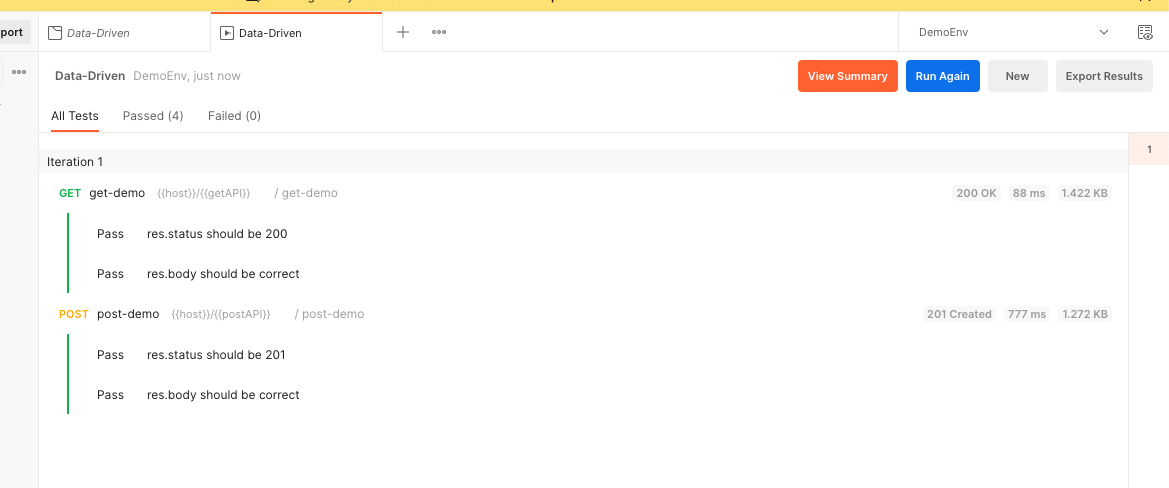 port
Data-Driven
Data-Driven
DemoEnv
Data-Driven DemoEnv, just now
View Summary
Run Again
New
Export Results
All Tests Passed (4) Failed (0)
Iteration 1
1
GET get-demo {{host}}/{{getAPI}} / get-demo 200 OK 88 ms 1.422 KB
Pass res.status should be 200
Pass res.body should be correct
POST post-demo {{host}}/{{postAPI}} / post-demo 201 Created 777 ms 1.272 KB
Pass res.status should be 201
Pass res.body should be correct